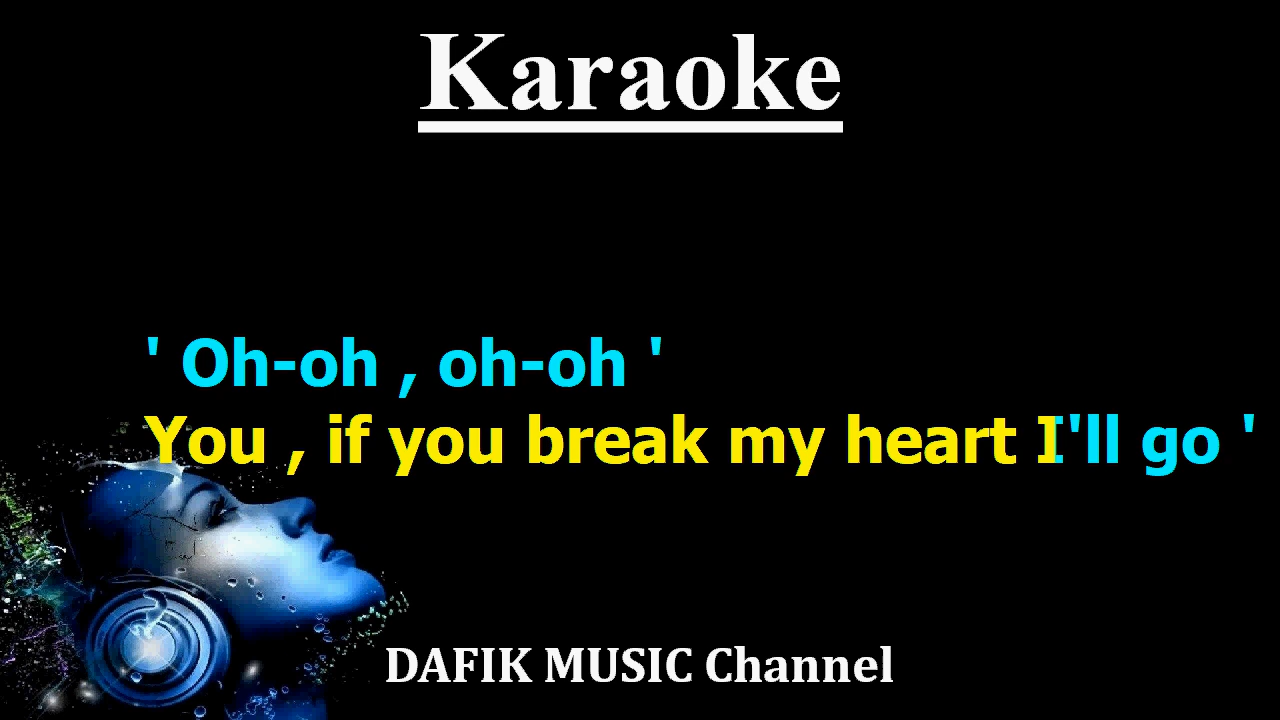 Karaoke
' Oh-oh , oh-oh '
You , if you break my heart I'll go '
DAFIK MUSIC Channel